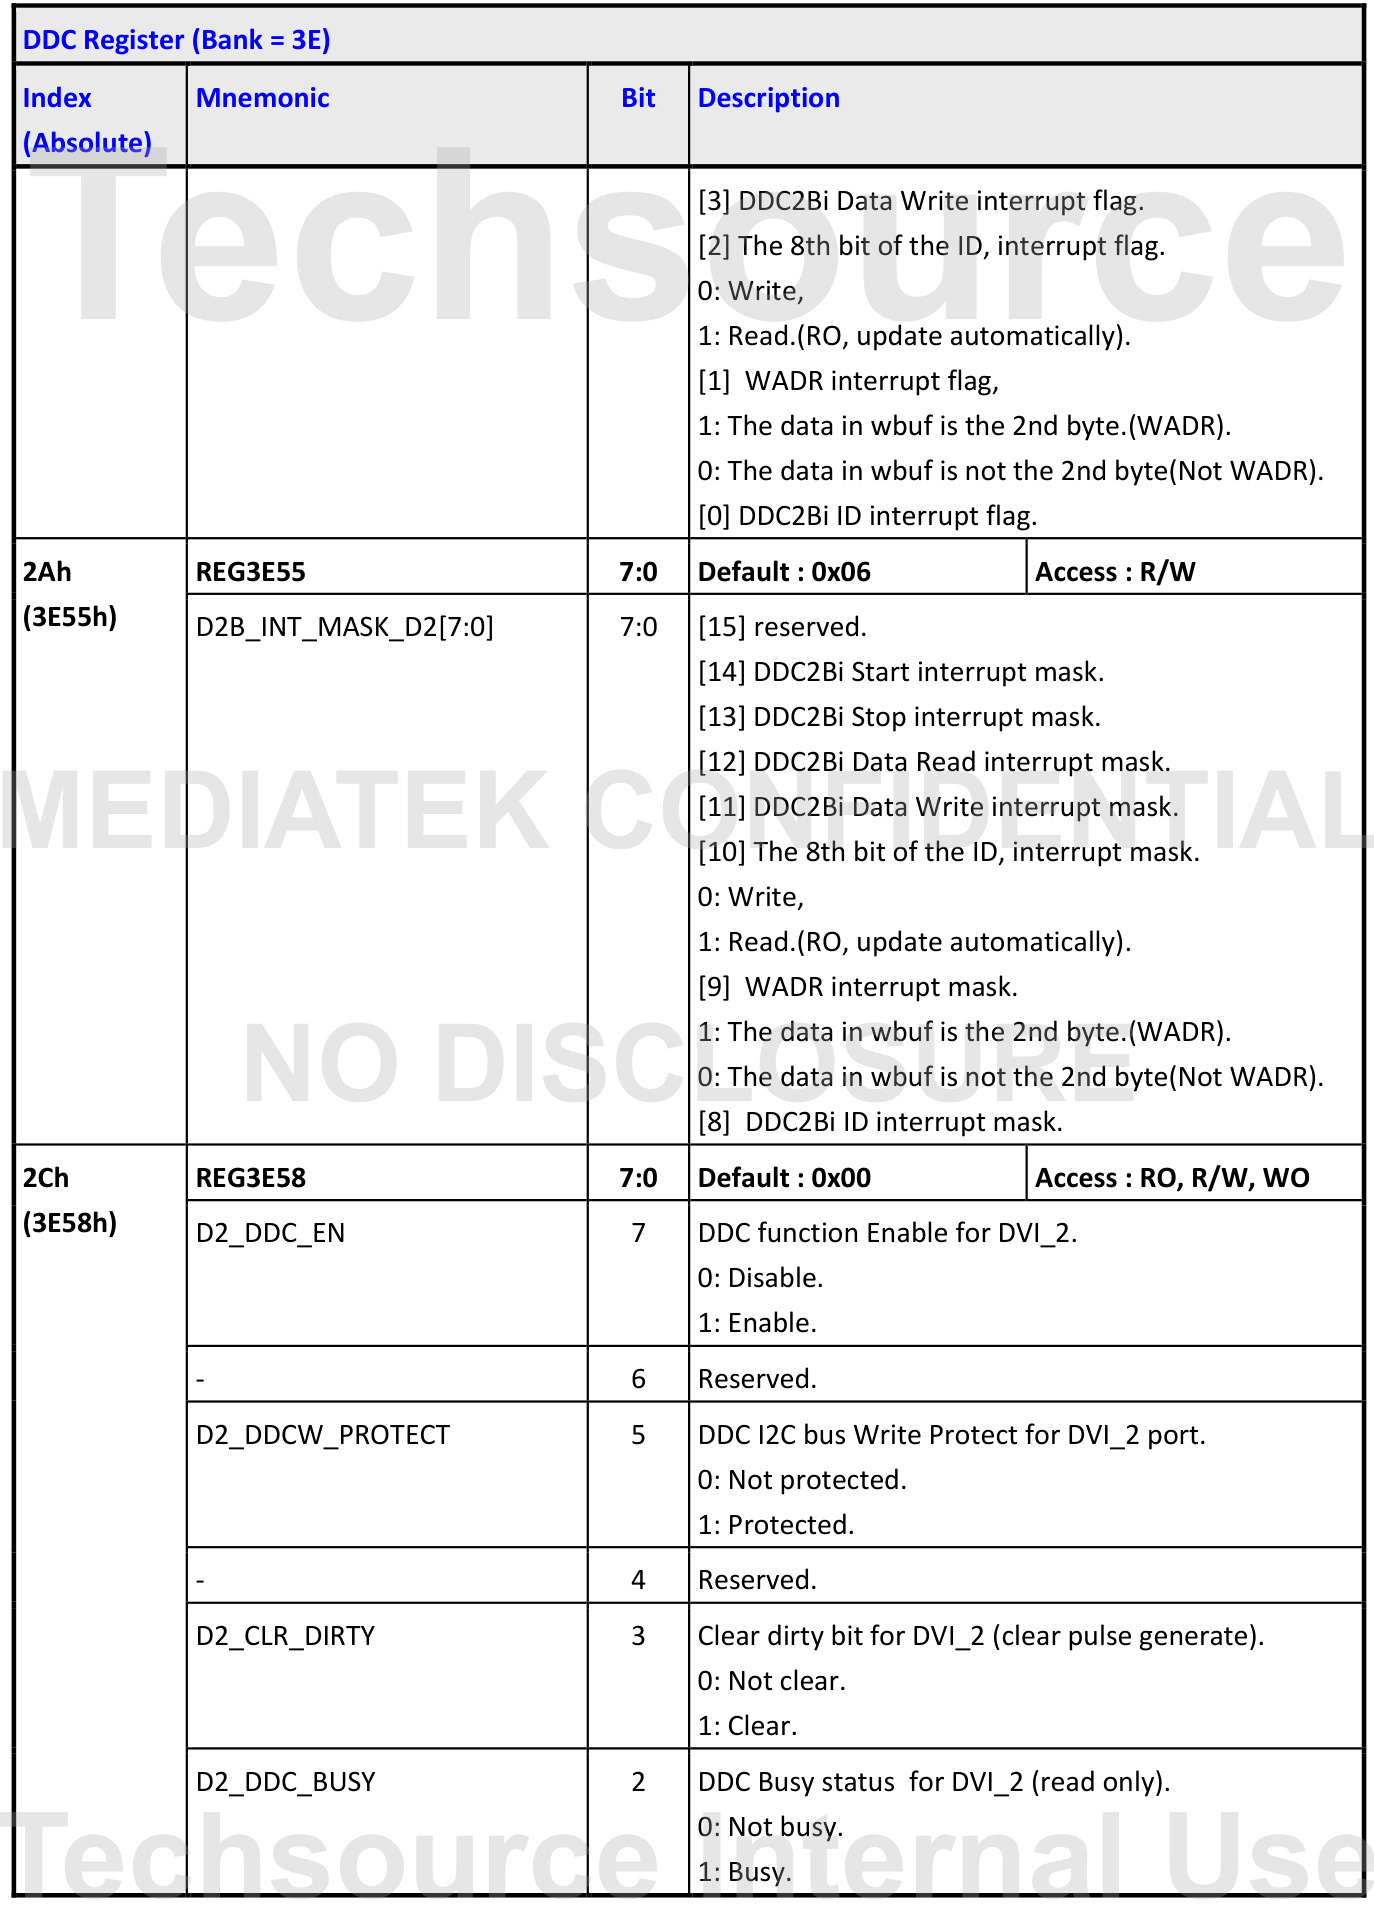 DDC Register (Bank = 3E)
Index
(Absolute)
Mnemonic
Bit
Description
[3] DDC2Bi Data Write interrupt flag.
[2] The 8th bit of the ID, interrupt flag.
0: Write,
1: Read.(RO, update automatically).
[1]  WADR interrupt flag,
1: The data in wbuf is the 2nd byte.(WADR).
0: The data in wbuf is not the 2nd byte(Not WADR).
[0] DDC2Bi ID interrupt flag.
2Ah
(3E55h)
REG3E55
7:0
Default : 0x06
Access : R/W
D2B_INT_MASK_D2[7:0]
7:0
[15] reserved.
[14] DDC2Bi Start interrupt mask.
[13] DDC2Bi Stop interrupt mask.
[12] DDC2Bi Data Read interrupt mask.
[11] DDC2Bi Data Write interrupt mask.
[10] The 8th bit of the ID, interrupt mask.
0: Write,
1: Read.(RO, update automatically).
[9]  WADR interrupt mask.
1: The data in wbuf is the 2nd byte.(WADR).
0: The data in wbuf is not the 2nd byte(Not WADR).
[8]  DDC2Bi ID interrupt mask.
2Ch
(3E58h)
REG3E58
7:0
Default : 0x00
Access : RO, R/W, WO
D2_DDC_EN
7
DDC function Enable for DVI_2.
0: Disable.
1: Enable.
-
6
Reserved.
D2_DDCW_PROTECT
5
DDC I2C bus Write Protect for DVI_2 port.
0: Not protected.
1: Protected.
-
4
Reserved.
D2_CLR_DIRTY
3
Clear dirty bit for DVI_2 (clear pulse generate).
0: Not clear.
1: Clear.
D2_DDC_BUSY
2
DDC Busy status  for DVI_2 (read only).
0: Not busy.
1: Busy.
Techsource
MEDIATEK CONFIDENTIAL
NO DISCLOSURE
Techsource Internal Use